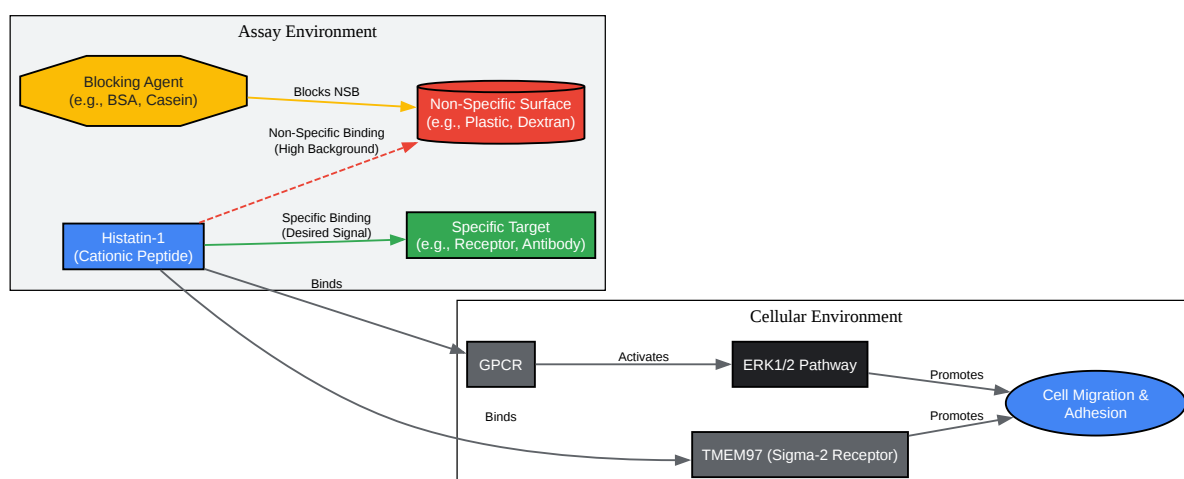 Assay Environment
Blocking Agent
(e.g., BSA, Casein)
Blocks NSB
Non-Specific Surface
(e.g., Plastic, Dextran)
Non-Specific Binding
(High Background)
Histatin-1
(Cationic Peptide)
Specific Binding
(Desired Signal)
Specific Target
(e.g., Receptor, Antibody)
Binds
Cellular Environment
GPCR
Activates
ERK1/2 Pathway
Promotes
Cell Migration &
Adhesion
Binds
Promotes
TMEM97 (Sigma-2 Receptor)